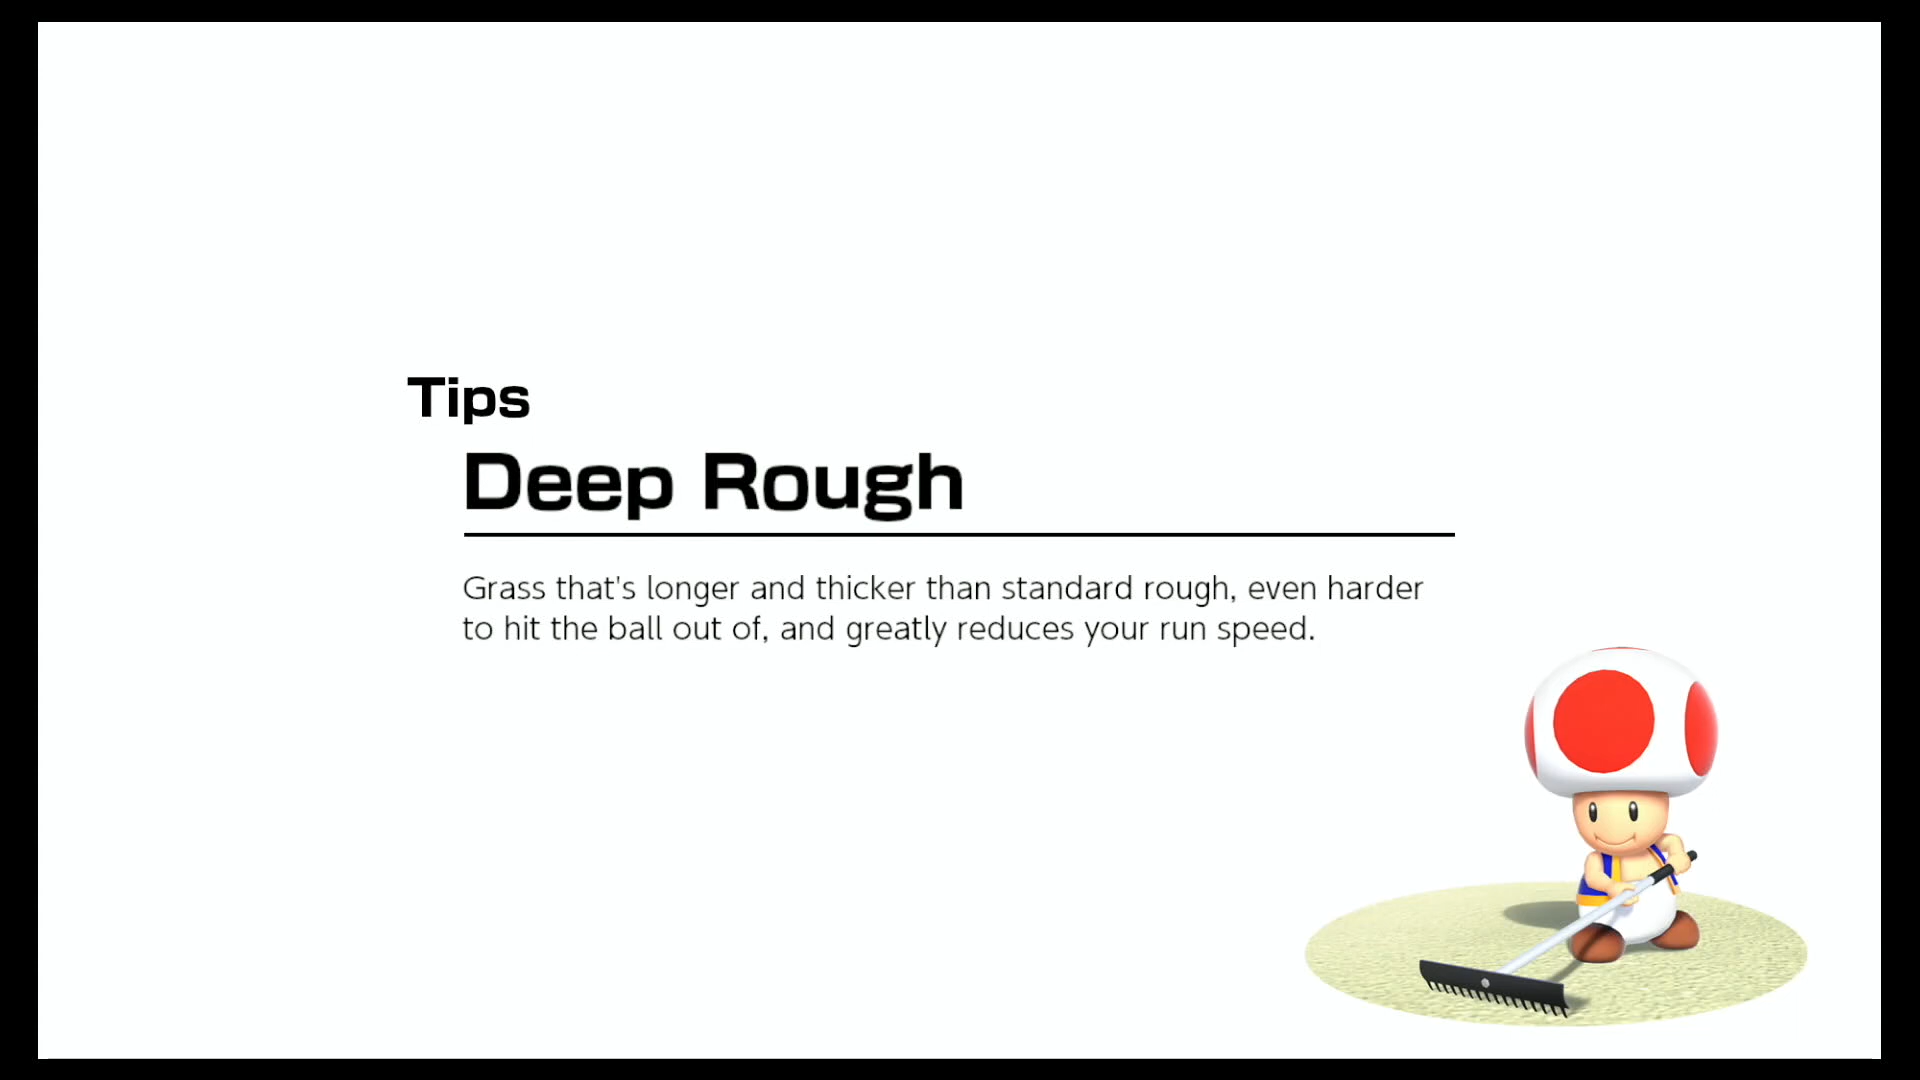 Tips
Deep Rough
Grass that's longer and thicker than standard rough, even harder
to hit the ball out of, and greatly reduces your run speed.